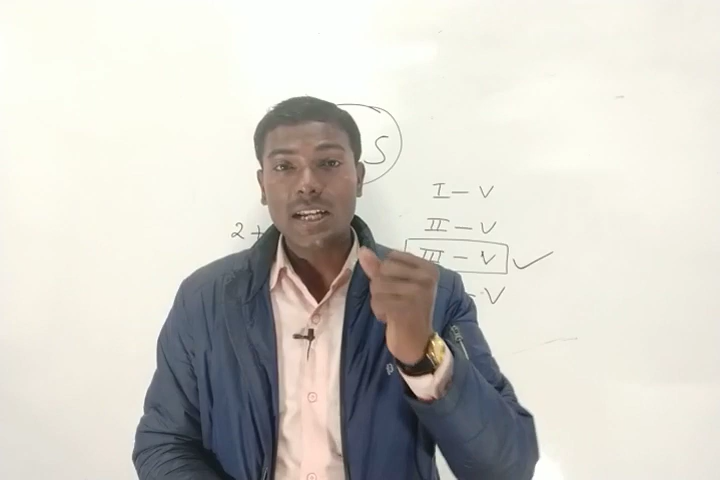 S
I - V
II - V
2 +
III - V ✓
- V